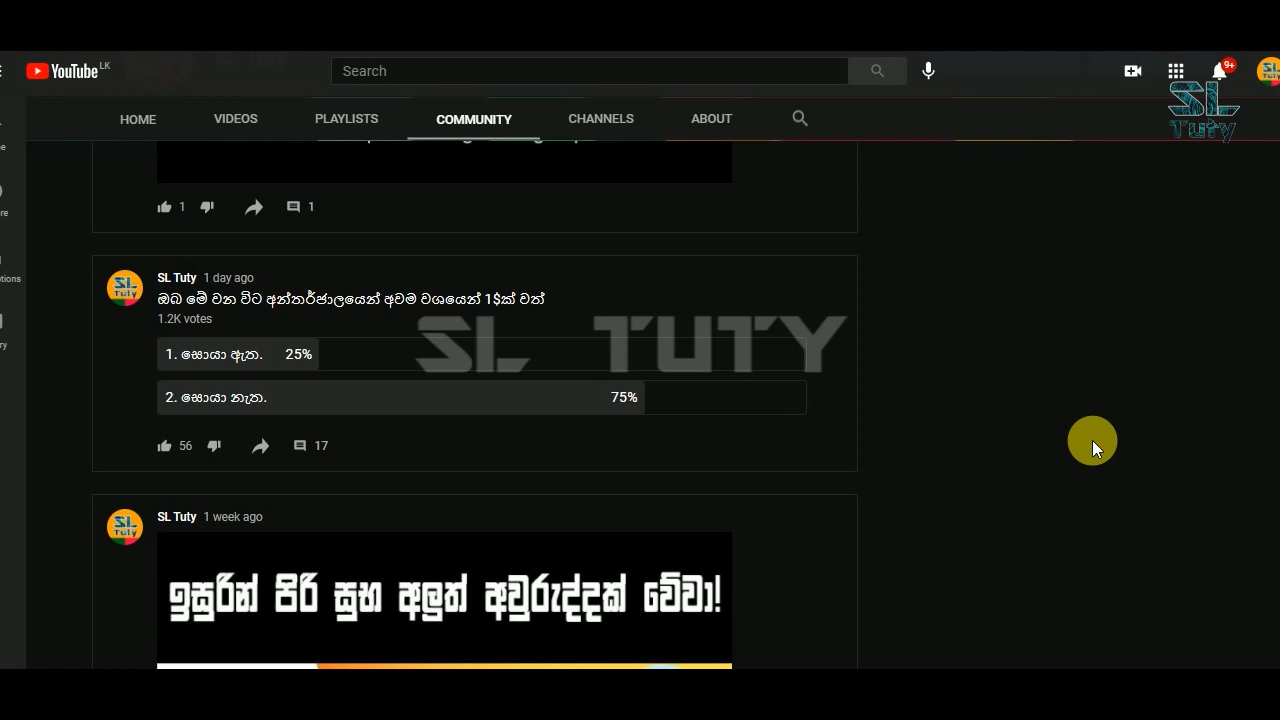 YouTube LK
Search
9+
SL Tuty
HOME VIDEOS PLAYLISTS COMMUNITY CHANNELS ABOUT
1 1
SL Tuty 1 day ago
ඔබ මේ වන විට අන්තර්ජාලයෙන් අවම වශයෙන් 1$ක් වත්
1.2K votes
SL TUTY
1. සොයා ඇත. 25%
2. සොයා නැත. 75%
56 17
SL Tuty 1 week ago
ඉසුරින් පිරි සුභ අලුත් අවුරුද්දක් වේවා!